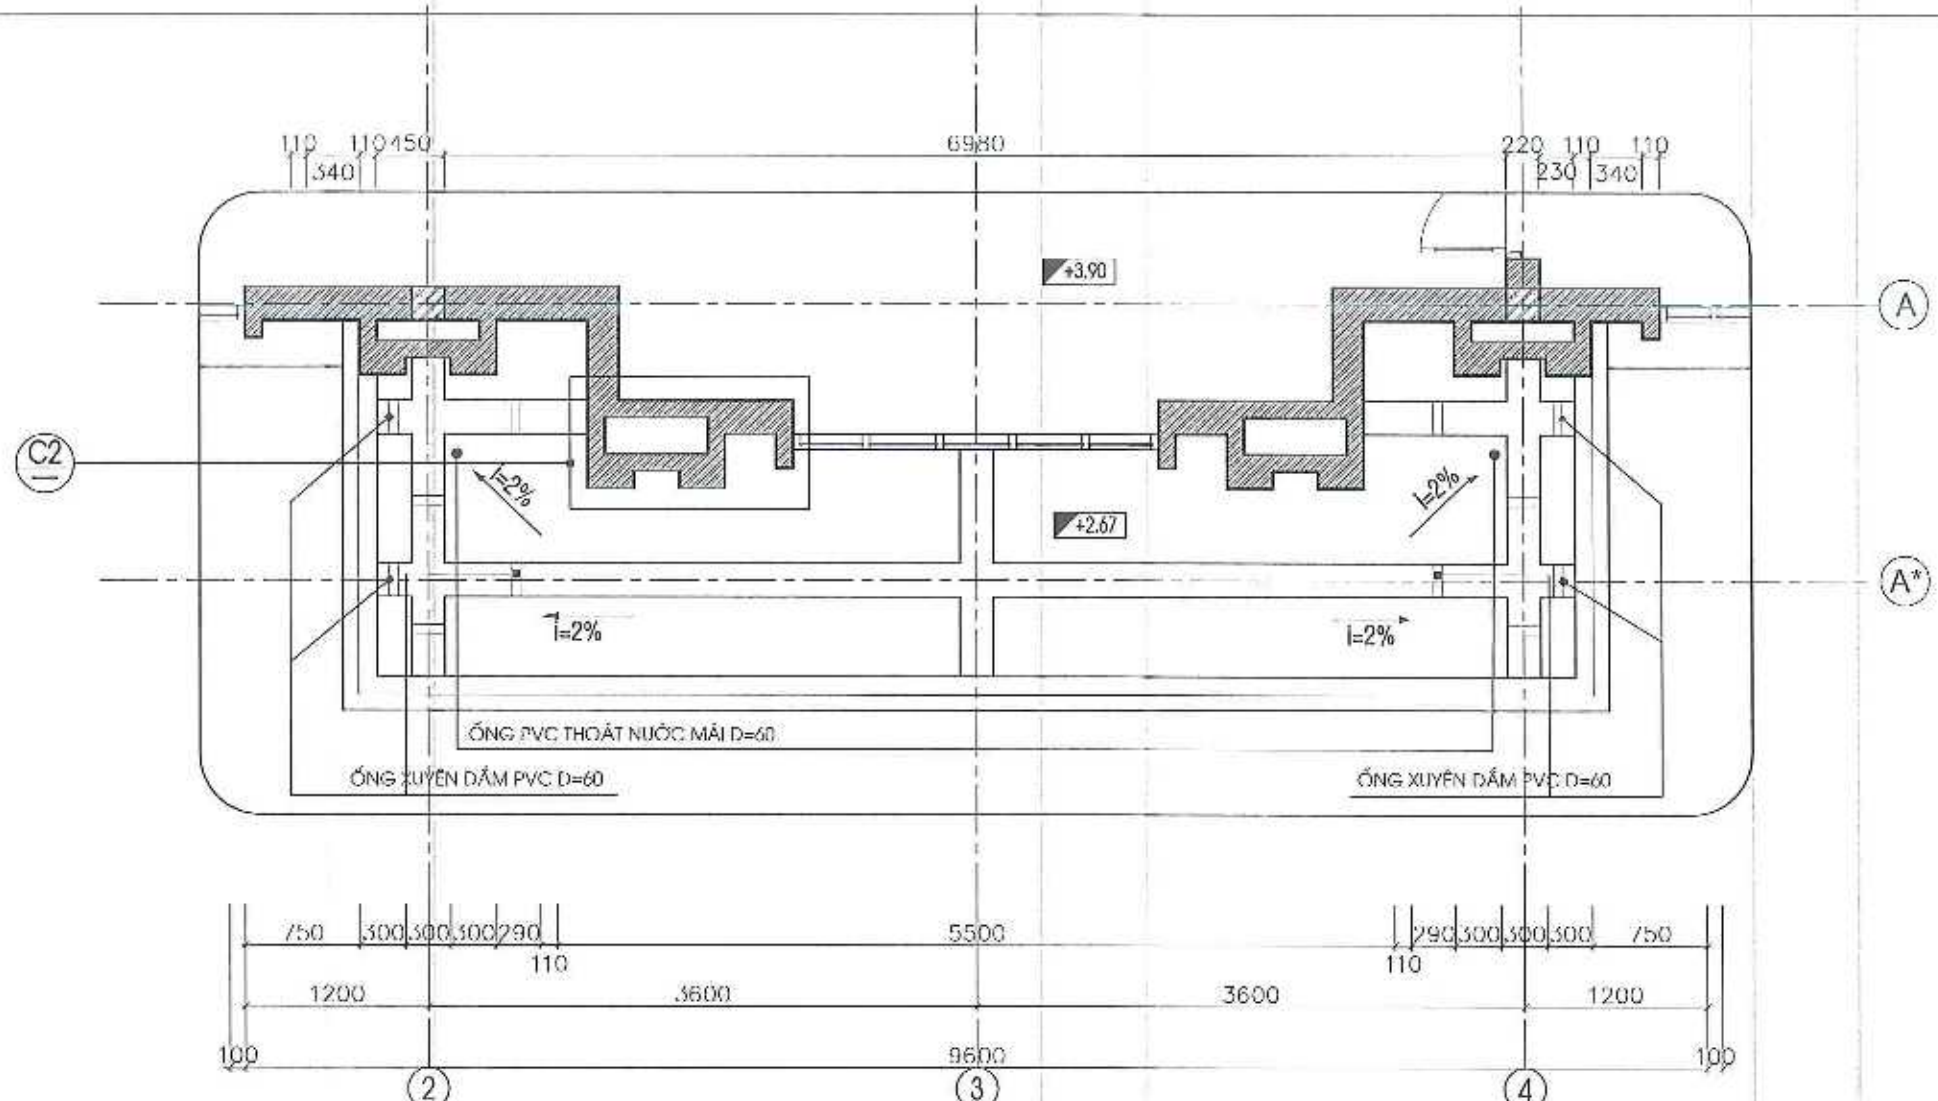 110 110 450 6980 220 110 110
340 230 340
+3.90
A
C2
i=2% i=2%
+2.67
A*
i=2% i=2%
ỐNG PVC THOÁT NƯỚC MÁI D=60
ỐNG XUYÊN DẦM PVC D=60 ỐNG XUYÊN DẦM PVC D=60
750 300 300 300 290 5500 290 300 300 300 750
110 110
1200 3600 3600 1200
100 9600 100
2 3 4